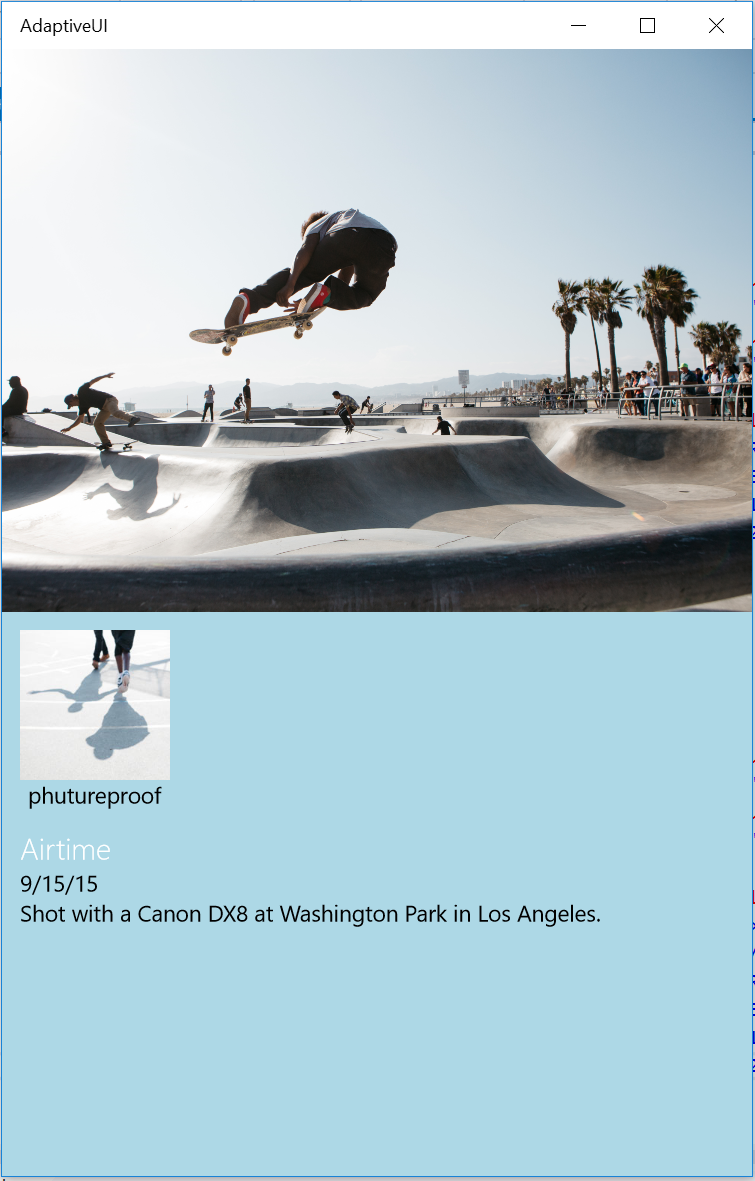 AdaptiveUI
phutureproof
Airtime
9/15/15
Shot with a Canon DX8 at Washington Park in Los Angeles.